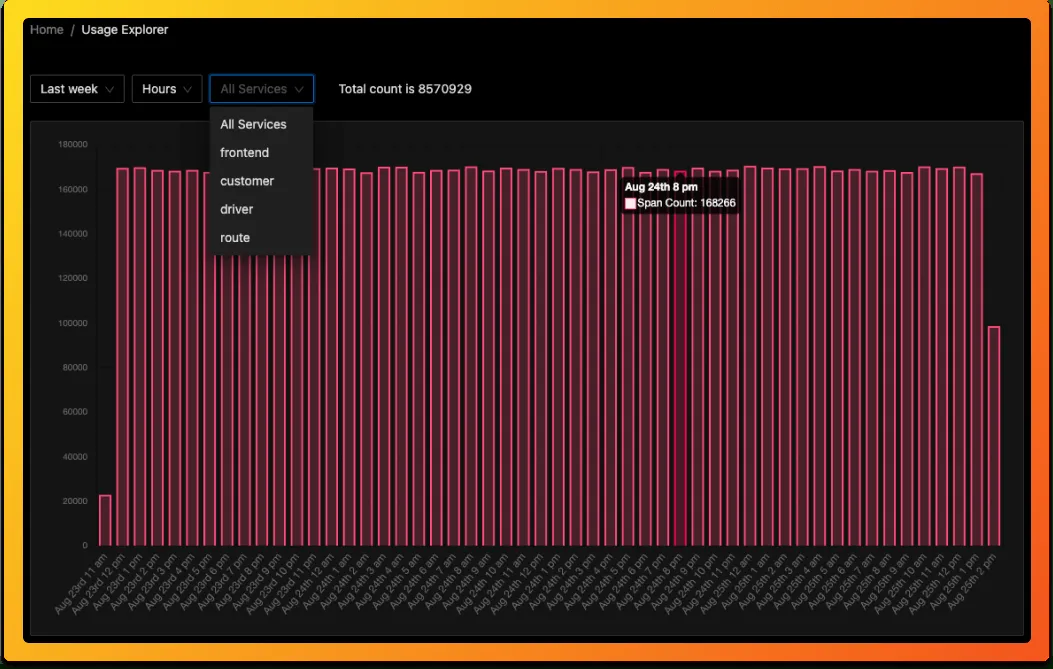 Home / Usage Explorer
Last week
Hours
All Services
Total count is 8570929
All Services
frontend
customer
driver
route
180000
160000
140000
120000
100000
80000
60000
40000
20000
0
Aug 24th 8 pm
Span Count: 168266
Aug 23rd 11 am
Aug 23rd 12 pm
Aug 23rd 1 pm
Aug 23rd 2 pm
Aug 23rd 3 pm
Aug 23rd 4 pm
Aug 23rd 5 pm
Aug 23rd 6 pm
Aug 23rd 7 pm
Aug 23rd 8 pm
Aug 23rd 9 pm
Aug 23rd 10 pm
Aug 23rd 11 pm
Aug 24th 12 am
Aug 24th 1 am
Aug 24th 2 am
Aug 24th 3 am
Aug 24th 4 am
Aug 24th 5 am
Aug 24th 6 am
Aug 24th 7 am
Aug 24th 8 am
Aug 24th 9 am
Aug 24th 10 am
Aug 24th 11 am
Aug 24th 12 pm
Aug 24th 1 pm
Aug 24th 2 pm
Aug 24th 3 pm
Aug 24th 4 pm
Aug 24th 5 pm
Aug 24th 6 pm
Aug 24th 7 pm
Aug 24th 8 pm
Aug 24th 9 pm
Aug 24th 10 pm
Aug 24th 11 pm
Aug 25th 12 am
Aug 25th 1 am
Aug 25th 2 am
Aug 25th 3 am
Aug 25th 4 am
Aug 25th 5 am
Aug 25th 6 am
Aug 25th 7 am
Aug 25th 8 am
Aug 25th 9 am
Aug 25th 10 am
Aug 25th 11 am
Aug 25th 12 pm
Aug 25th 1 pm
Aug 25th 2 pm